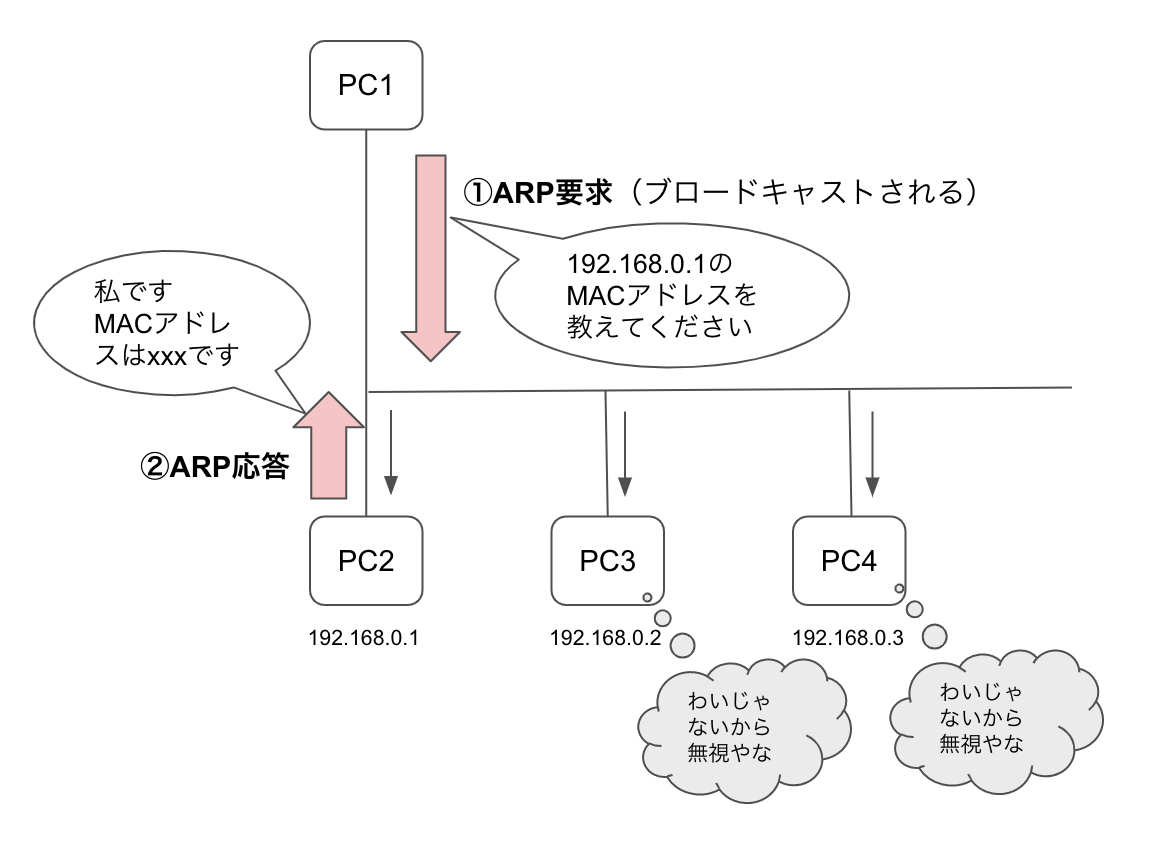 PC1
①ARP要求（ブロードキャストされる）
192.168.0.1の
MACアドレスを
教えてください
私です
MACアドレ
スはxxxです
②ARP応答
PC2
PC3
PC4
192.168.0.1
192.168.0.2
192.168.0.3
わいじゃ
ないから
無視やな
わいじゃ
ないから
無視やな